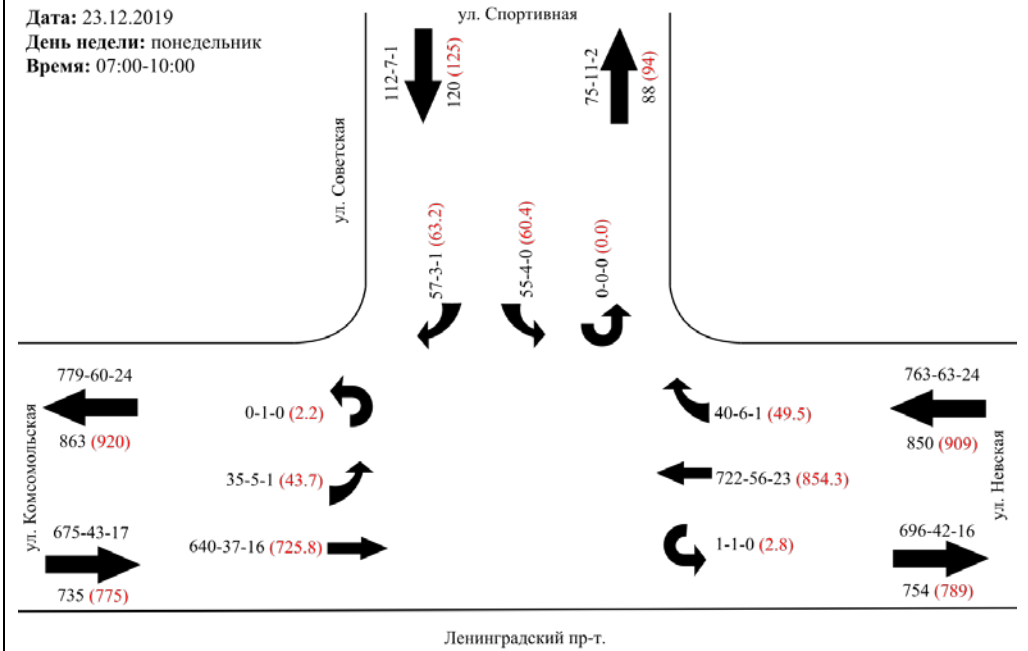 Дата: 23.12.2019
День недели: понедельник
Время: 07:00-10:00
ул. Спортивная
112-7-1
120 (125)
75-11-2
88 (94)
ул. Советская
57-3-1 (63.2)
55-4-0 (60.4)
0-0-0 (0.0)
779-60-24
863 (920)
ул. Комсомольская
675-43-17
735 (775)
0-1-0 (2.2)
35-5-1 (43.7)
640-37-16 (725.8)
40-6-1 (49.5)
722-56-23 (854.3)
1-1-0 (2.8)
763-63-24
850 (909)
ул. Невская
696-42-16
754 (789)
Ленинградский пр-т.